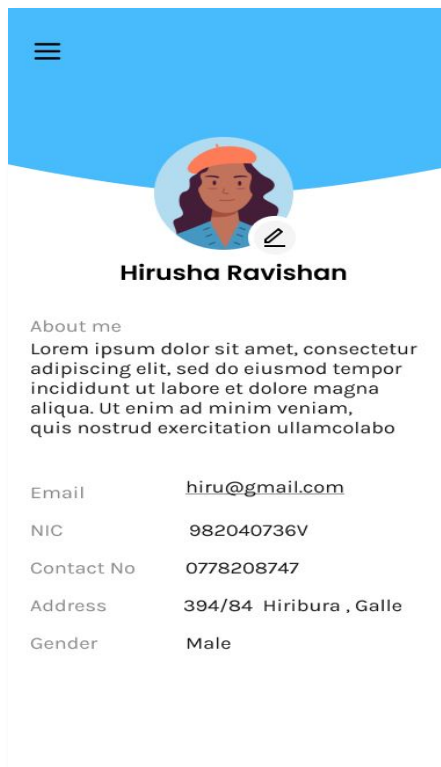 Hirusha Ravishan
About me
Lorem ipsum dolor sit amet, consectetur
adipiscing elit, sed do eiusmod tempor
incididunt ut labore et dolore magna
aliqua. Ut enim ad minim veniam,
quis nostrud exercitation ullamcolabo
Email hiru@gmail.com
NIC 982040736V
Contact No 0778208747
Address 394/84 Hiribura , Galle
Gender Male